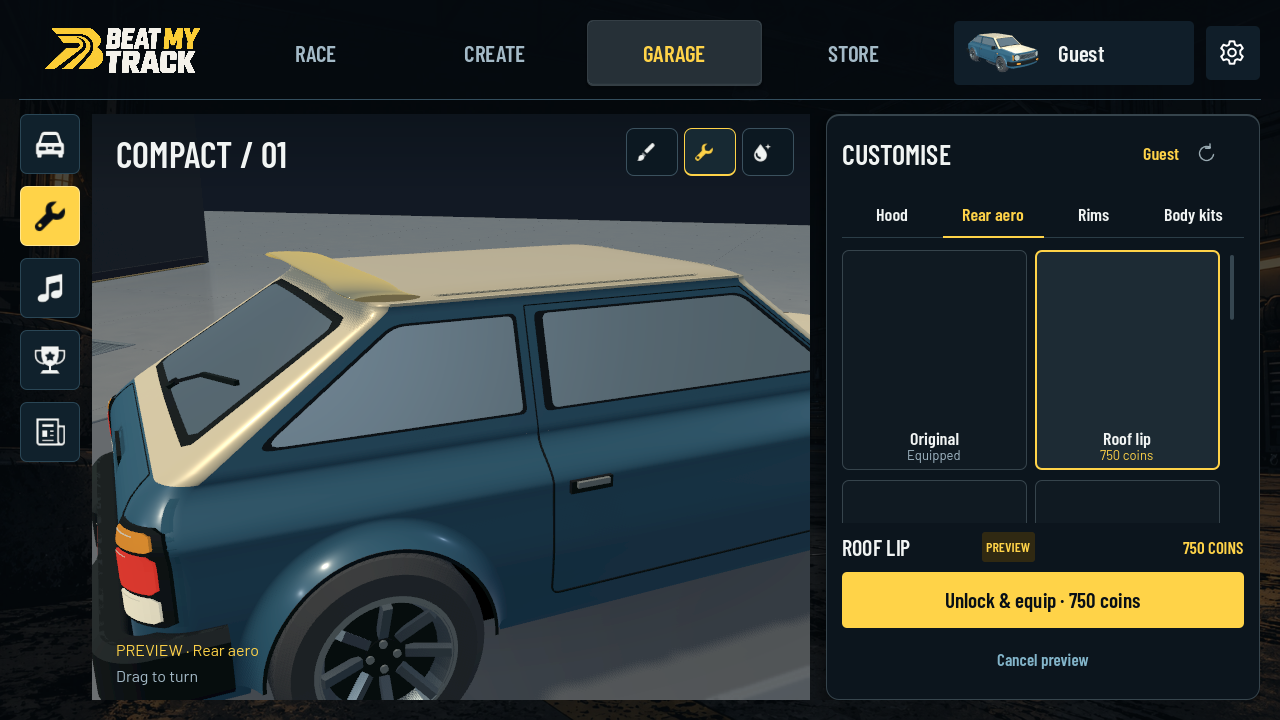 BEAT MY TRACK
RACE
CREATE
GARAGE
STORE
Guest
COMPACT / 01
CUSTOMISE
Guest
Hood
Rear aero
Rims
Body kits
Original
Equipped
Roof lip
750 coins
ROOF LIP
PREVIEW
750 COINS
Unlock & equip · 750 coins
Cancel preview
PREVIEW · Rear aero
Drag to turn